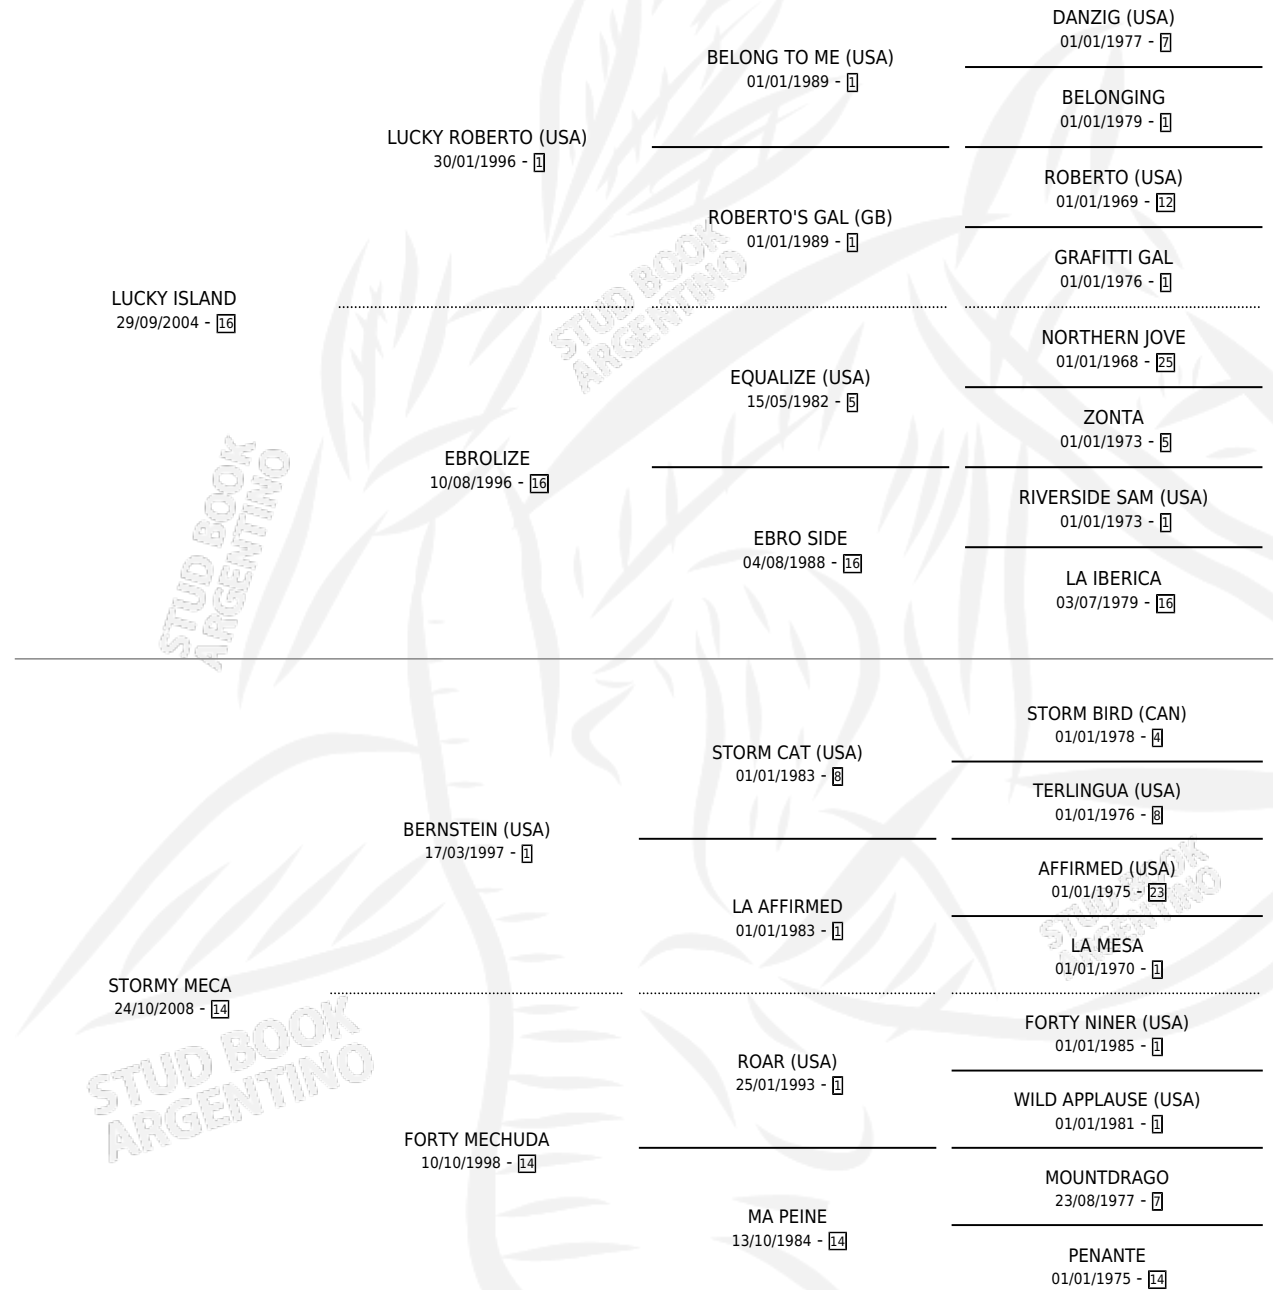 DANZIG (USA)
01/01/1977 - 7
BELONG TO ME (USA)
01/01/1989 - 1
BELONGING
01/01/1979 - 1
LUCKY ROBERTO (USA)
30/01/1996 - 1
ROBERTO (USA)
01/01/1969 - 12
ROBERTO'S GAL (GB)
01/01/1989 - 1
GRAFITTI GAL
01/01/1976 - 1
LUCKY ISLAND
29/09/2004 - 16
NORTHERN JOVE
01/01/1968 - 25
EQUALIZE (USA)
15/05/1982 - 5
ZONTA
01/01/1973 - 5
EBROLIZE
10/08/1996 - 16
RIVERSIDE SAM (USA)
01/01/1973 - 1
EBRO SIDE
04/08/1988 - 16
LA IBERICA
03/07/1979 - 16
STUD BOOK
ARGENTINO
STUD BOOK
ARGENTINO
STORM BIRD (CAN)
01/01/1978 - 4
STORM CAT (USA)
01/01/1983 - 8
TERLINGUA (USA)
01/01/1976 - 8
BERNSTEIN (USA)
17/03/1997 - 1
AFFIRMED (USA)
01/01/1975 - 23
LA AFFIRMED
01/01/1983 - 1
LA MESA
01/01/1970 - 1
STUD BOOK
ARGENTINO
STORMY MECA
24/10/2008 - 14
FORTY NINER (USA)
01/01/1985 - 1
ROAR (USA)
25/01/1993 - 1
WILD APPLAUSE (USA)
01/01/1981 - 1
STUD BOOK
ARGENTINO
FORTY MECHUDA
10/10/1998 - 14
MOUNTDRAGO
23/08/1977 - 7
MA PEINE
13/10/1984 - 14
PENANTE
01/01/1975 - 14